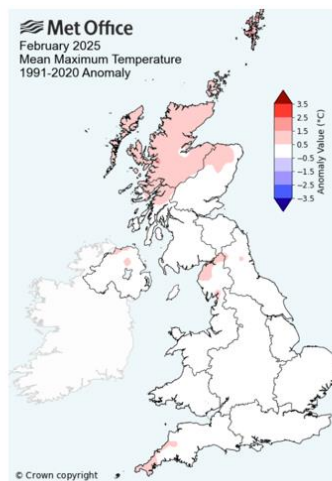 Met Office
February 2025
Mean Maximum Temperature
1991-2020 Anomaly
3.5
2.5
1.5
0.5
−0.5
−1.5
−2.5
−3.5
Anomaly Value (°C)
© Crown copyright